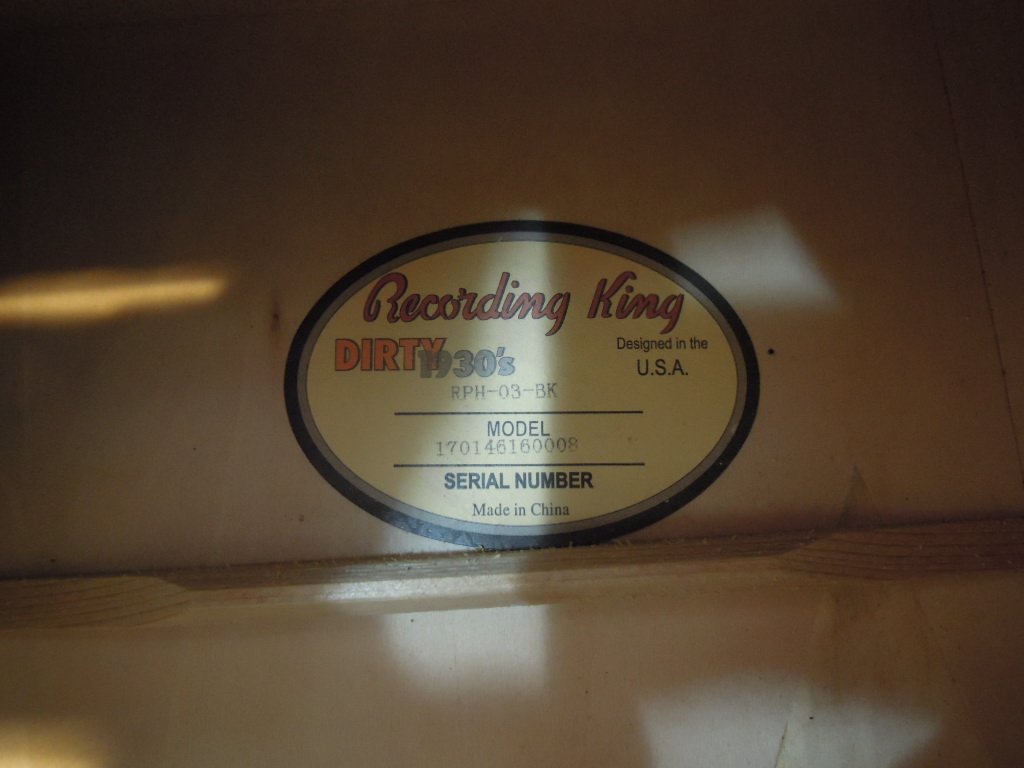 Recording King
DIRTY 1930's
Designed in the
U.S.A.
RPH-03-BK
MODEL
170146160008
SERIAL NUMBER
Made in China